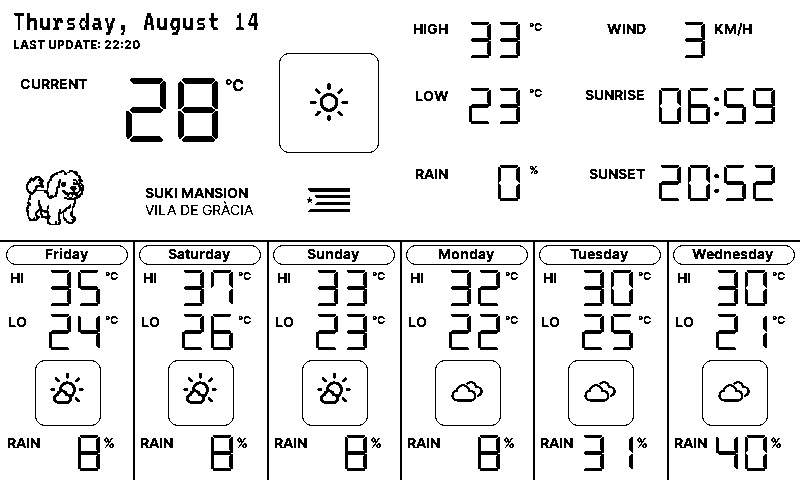 Thursday, August 14
LAST UPDATE: 22:20
CURRENT 28 °C
HIGH 33 °C
WIND 3 KM/H
LOW 23 °C
SUNRISE 06:59
RAIN 0 %
SUNSET 20:52
SUKI MANSION
VILA DE GRÀCIA
Friday
HI 35 °C
LO 24 °C
RAIN 8 %
Saturday
HI 37 °C
LO 26 °C
RAIN 8 %
Sunday
HI 33 °C
LO 23 °C
RAIN 8 %
Monday
HI 32 °C
LO 22 °C
RAIN 8 %
Tuesday
HI 30 °C
LO 25 °C
RAIN 31 %
Wednesday
HI 30 °C
LO 21 °C
RAIN 40 %